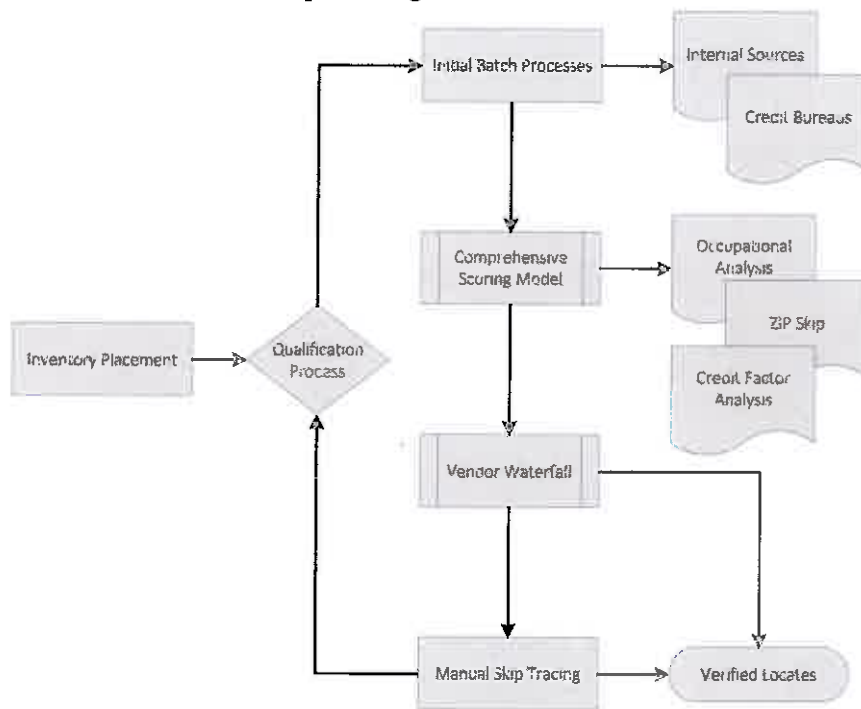 Initial Batch Processes
Internal Sources
Credit Bureaus
Comprehensive
Scoring Model
Occupational
Analysis
ZIP Skip
Inventory Placement
Qualification
Process
Credit Factor
Analysis
Vendor Waterfall
Manual Skip Tracing
Verified Locates